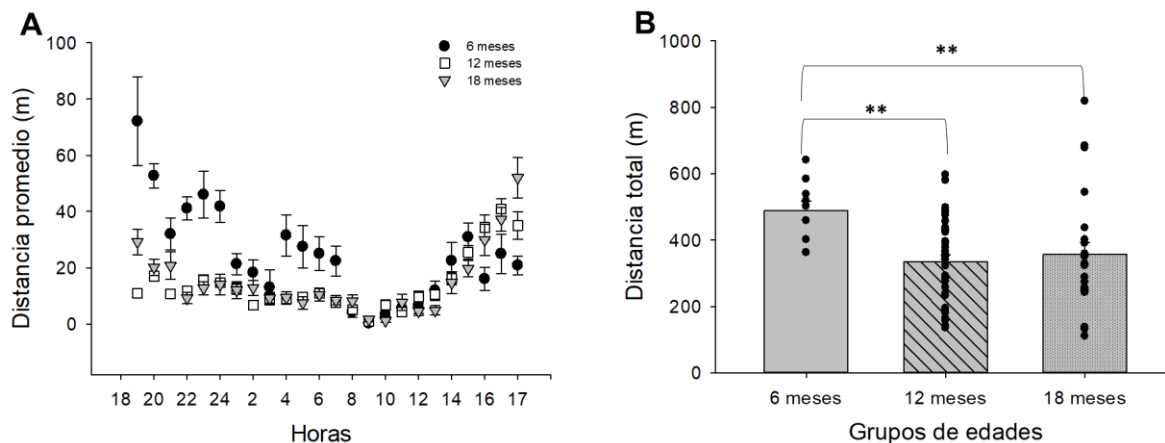 A
Distancia promedio (m)
100
80
60
40
20
0
6 meses
12 meses
18 meses
18 20 22 24 2 4 6 8 10 12 14 16 17
Horas
B
Distancia total (m)
1000
800
600
400
200
0
**
**
6 meses 12 meses 18 meses
Grupos de edades